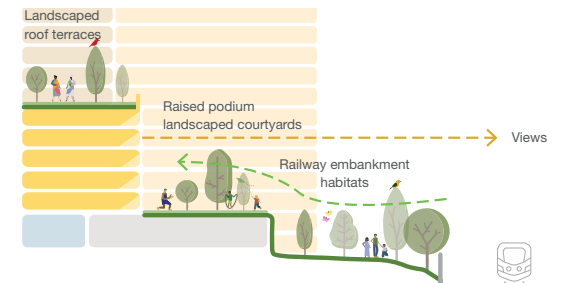 Landscaped
roof terraces
Raised podium
landscaped courtyards
Views
Railway embankment
habitats